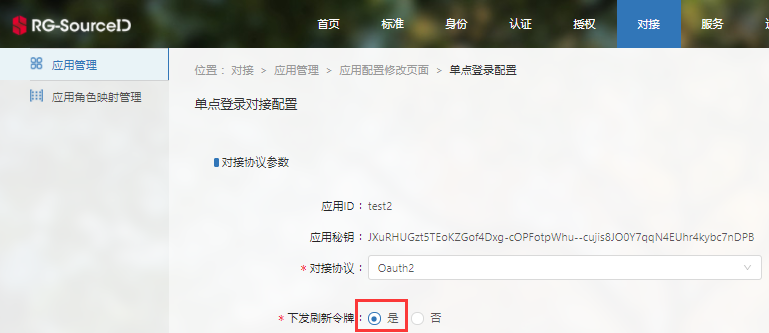 RG-SourceID 首页 标准 身份 认证 授权 对接 服务
应用管理
应用角色映射管理
位置： 对接 > 应用管理 > 应用配置修改页面 > 单点登录配置
单点登录对接配置
对接协议参数
应用ID： test2
应用秘钥： JXuRHUGzt5TEoKZGof4Dxg-cOPFotpWhu--cujis8JO0Y7qqN4EUhr4kybc7nDPB
* 对接协议： Oauth2
* 下发刷新令牌： 是 否